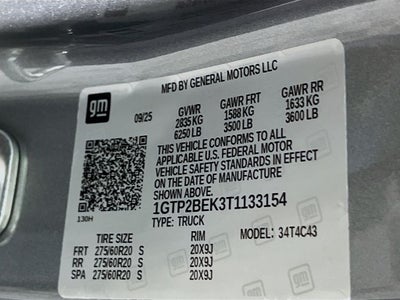 MFD BY GENERAL MOTORS LLC
gm
09/25
GVWR GAWR FRT GAWR RR
2835 KG 1588 KG 1633 KG
6250 LB 3500 LB 3600 LB
THIS VEHICLE CONFORMS TO ALL
APPLICABLE U.S. FEDERAL MOTOR
VEHICLE SAFETY STANDARDS IN EFFECT
ON THE DATE OF MANUFACTURE
SHOWN ABOVE.
130H
1GTP2BEK3T1133154
TYPE: TRUCK
MODEL: 34T4C43
TIRE SIZE RIM
FRT 275/60R20 S 20X9J
RR 275/60R20 S 20X9J
SPA 275/60R20 S 20X9J